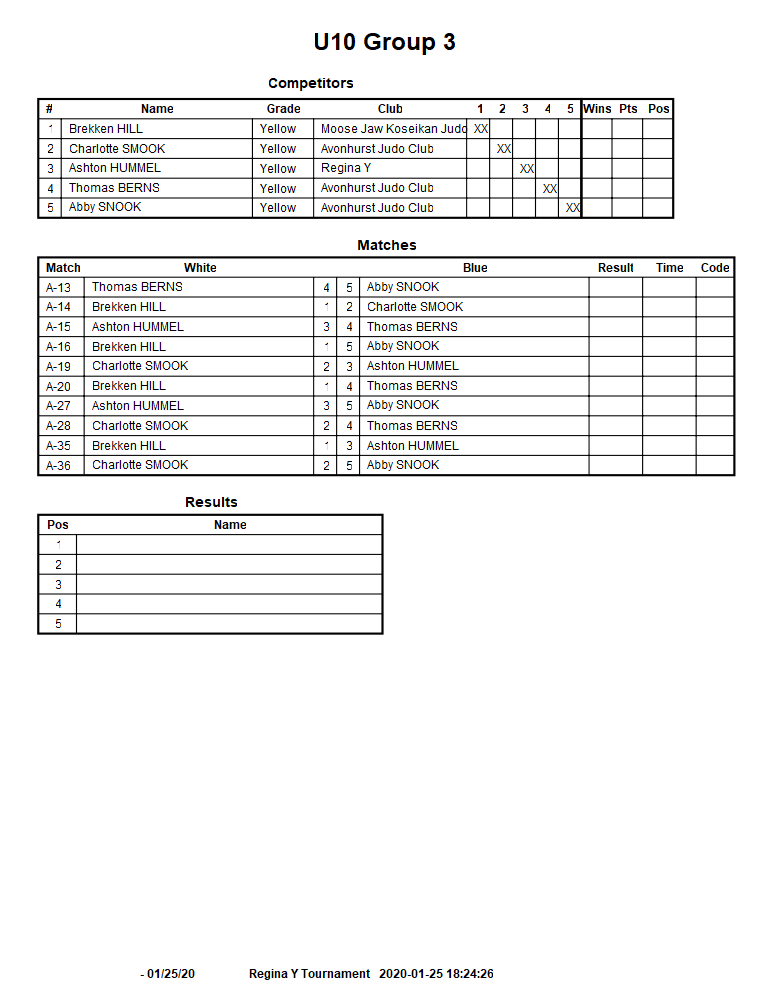 U10 Group 3
Competitors
# Name Grade Club 1 2 3 4 5 Wins Pts Pos
1 Brekken HILL Yellow Moose Jaw Koseikan Judo XX
2 Charlotte SMOOK Yellow Avonhurst Judo Club XX
3 Ashton HUMMEL Yellow Regina Y XX
4 Thomas BERNS Yellow Avonhurst Judo Club XX
5 Abby SNOOK Yellow Avonhurst Judo Club XX
Matches
Match White Blue Result Time Code
A-13 Thomas BERNS 4 5 Abby SNOOK
A-14 Brekken HILL 1 2 Charlotte SMOOK
A-15 Ashton HUMMEL 3 4 Thomas BERNS
A-16 Brekken HILL 1 5 Abby SNOOK
A-19 Charlotte SMOOK 2 3 Ashton HUMMEL
A-20 Brekken HILL 1 4 Thomas BERNS
A-27 Ashton HUMMEL 3 5 Abby SNOOK
A-28 Charlotte SMOOK 2 4 Thomas BERNS
A-35 Brekken HILL 1 3 Ashton HUMMEL
A-36 Charlotte SMOOK 2 5 Abby SNOOK
Results
Pos Name
1
2
3
4
5
- 01/25/20 Regina Y Tournament 2020-01-25 18:24:26